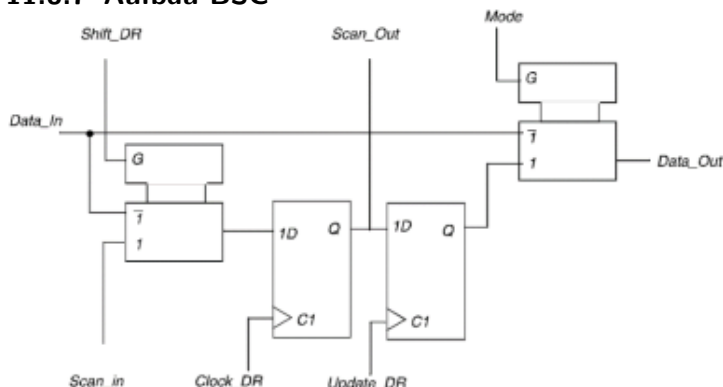 Mode
Shift_DR
Scan_Out
G
Data_In
1
1
Data_Out
G
1
1
1D
Q
1D
Q
C1
C1
Scan_in
Clock_DR
Update_DR